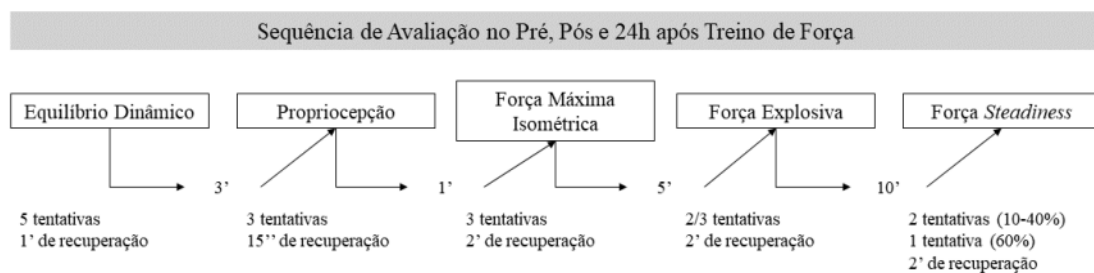 Sequência de Avaliação no Pré, Pós e 24h após Treino de Força
Equilíbrio Dinâmico
Propriocepção
Força Máxima
Isométrica
Força Explosiva
Força Steadiness
3’
1’
5’
10’
5 tentativas
1’ de recuperação
3 tentativas
15’’ de recuperação
3 tentativas
2’ de recuperação
2/3 tentativas
2’ de recuperação
2 tentativas (10-40%)
1 tentativa (60%)
2’ de recuperação